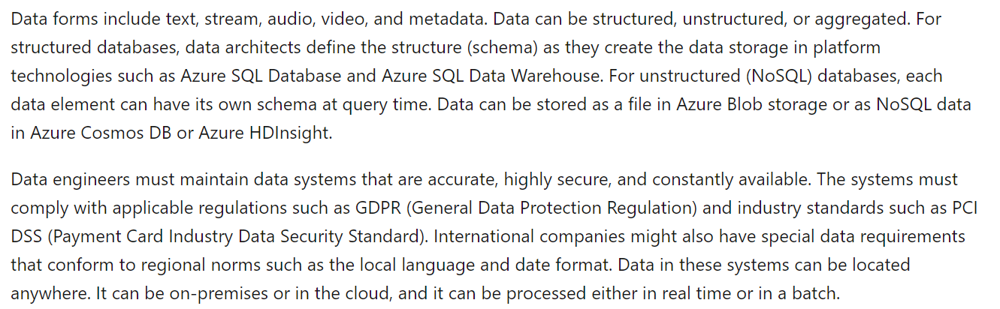 Data forms include text, stream, audio, video, and metadata. Data can be structured, unstructured, or aggregated. For
structured databases, data architects define the structure (schema) as they create the data storage in platform
technologies such as Azure SQL Database and Azure SQL Data Warehouse. For unstructured (NoSQL) databases, each
data element can have its own schema at query time. Data can be stored as a file in Azure Blob storage or as NoSQL data
in Azure Cosmos DB or Azure HDInsight.
Data engineers must maintain data systems that are accurate, highly secure, and constantly available. The systems must
comply with applicable regulations such as GDPR (General Data Protection Regulation) and industry standards such as PCI
DSS (Payment Card Industry Data Security Standard). International companies might also have special data requirements
that conform to regional norms such as the local language and date format. Data in these systems can be located
anywhere. It can be on-premises or in the cloud, and it can be processed either in real time or in a batch.